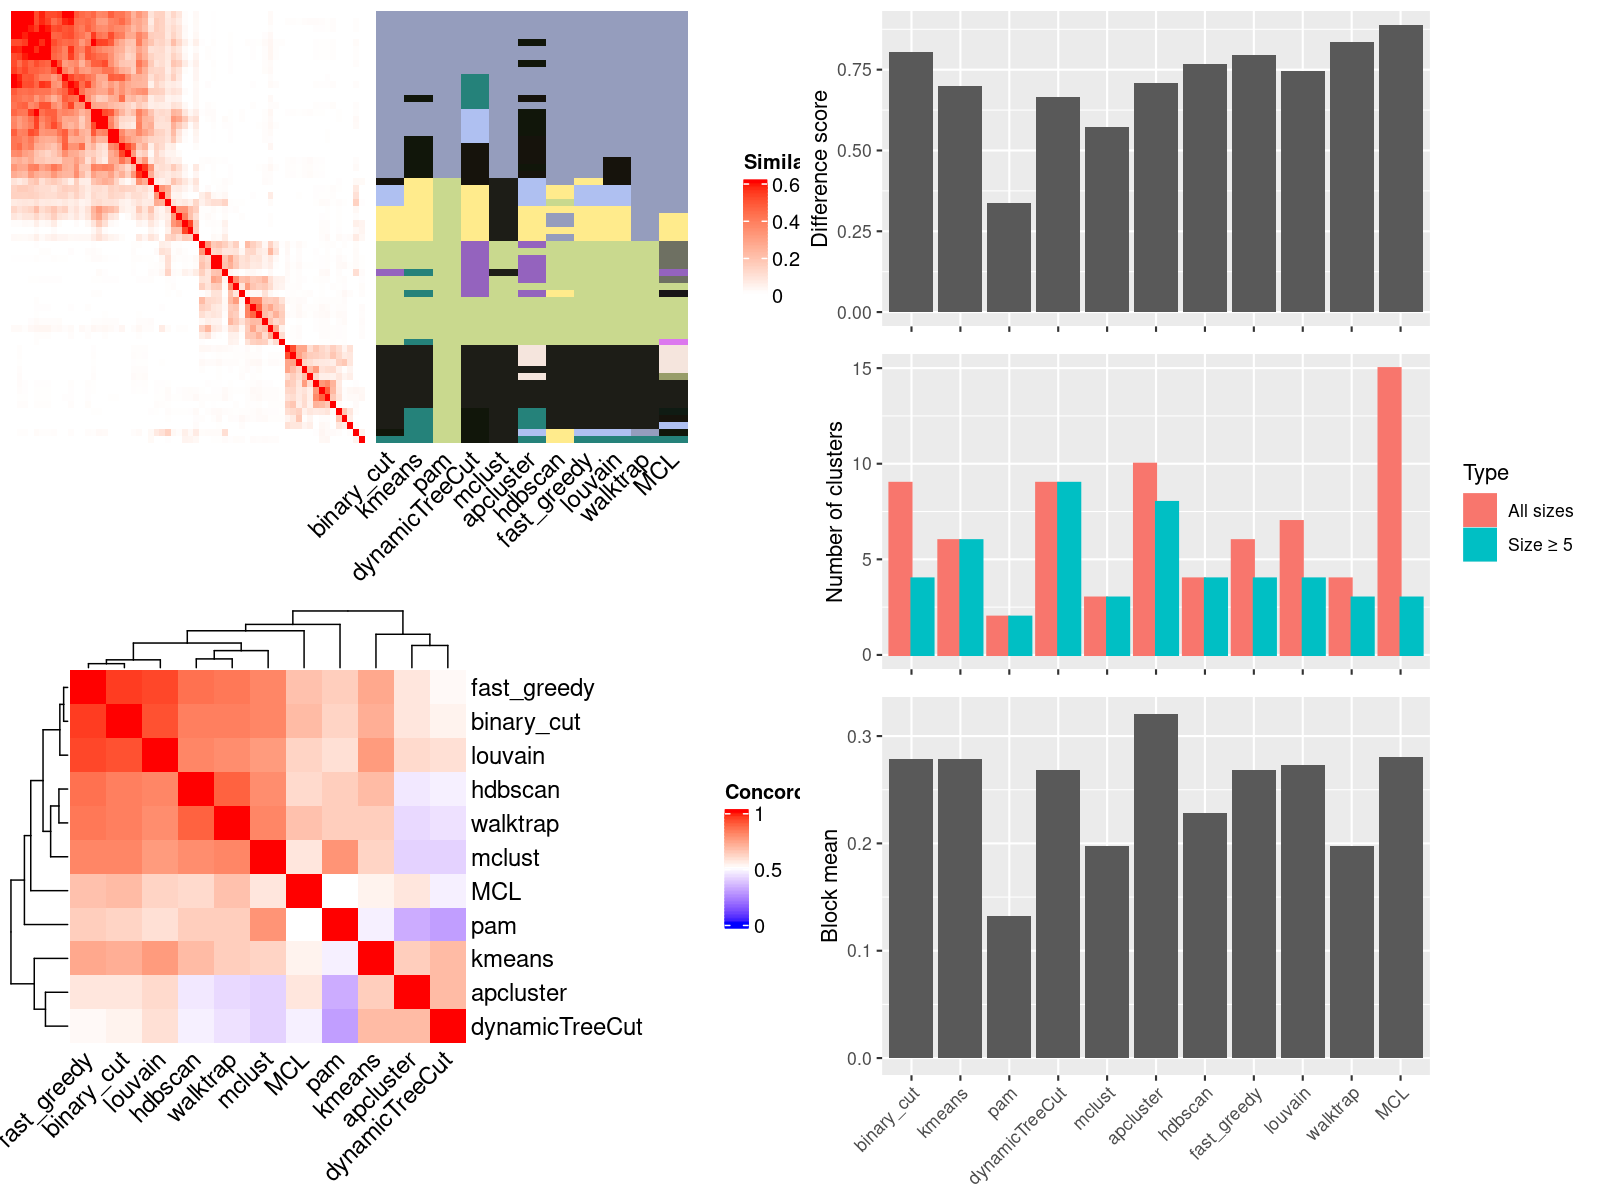 Simila
0.6
0.4
0.2
0
binary_cut
kmeans
pam
dynamicTreeCut
mclust
apcluster
hdbscan
fast_greedy
louvain
walktrap
MCL
fast_greedy
binary_cut
louvain
hdbscan
walktrap
mclust
MCL
pam
kmeans
apcluster
dynamicTreeCut
Concord
1
0.5
0
fast_greedy
binary_cut
louvain
hdbscan
walktrap
mclust
MCL
pam
kmeans
apcluster
dynamicTreeCut
Difference score
0.75
0.50
0.25
0.00
Number of clusters
15
10
5
0
Type
All sizes
Size ≥ 5
Block mean
0.3
0.2
0.1
0.0
binary_cut
kmeans
pam
dynamicTreeCut
mclust
apcluster
hdbscan
fast_greedy
louvain
walktrap
MCL